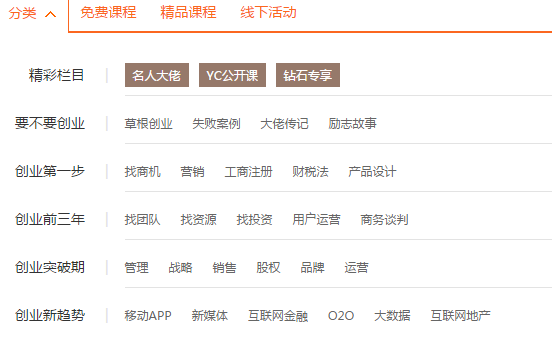 分类 免费课程 精品课程 线下活动
精彩栏目 名人大佬 YC公开课 钻石专享
要不要创业 草根创业 失败案例 大佬传记 励志故事
创业第一步 找商机 营销 工商注册 财税法 产品设计
创业前三年 找团队 找资源 找投资 用户运营 商务谈判
创业突破期 管理 战略 销售 股权 品牌 运营
创业新趋势 移动APP 新媒体 互联网金融 O2O 大数据 互联网地产